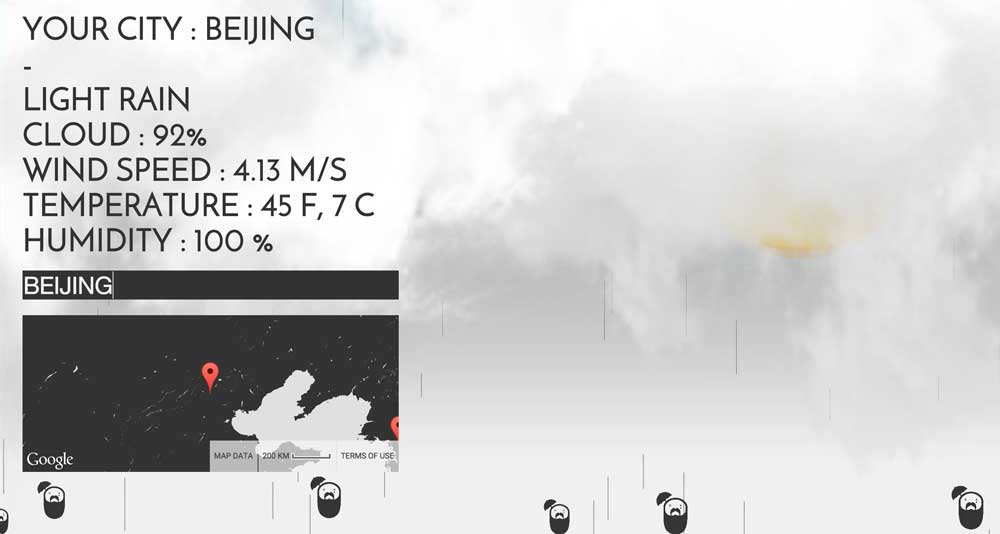 YOUR CITY : BEIJING
-
LIGHT RAIN
CLOUD : 92%
WIND SPEED : 4.13 M/S
TEMPERATURE : 45 F, 7 C
HUMIDITY : 100 %
BEIJING
Google MAP DATA 200 KM TERMS OF USE